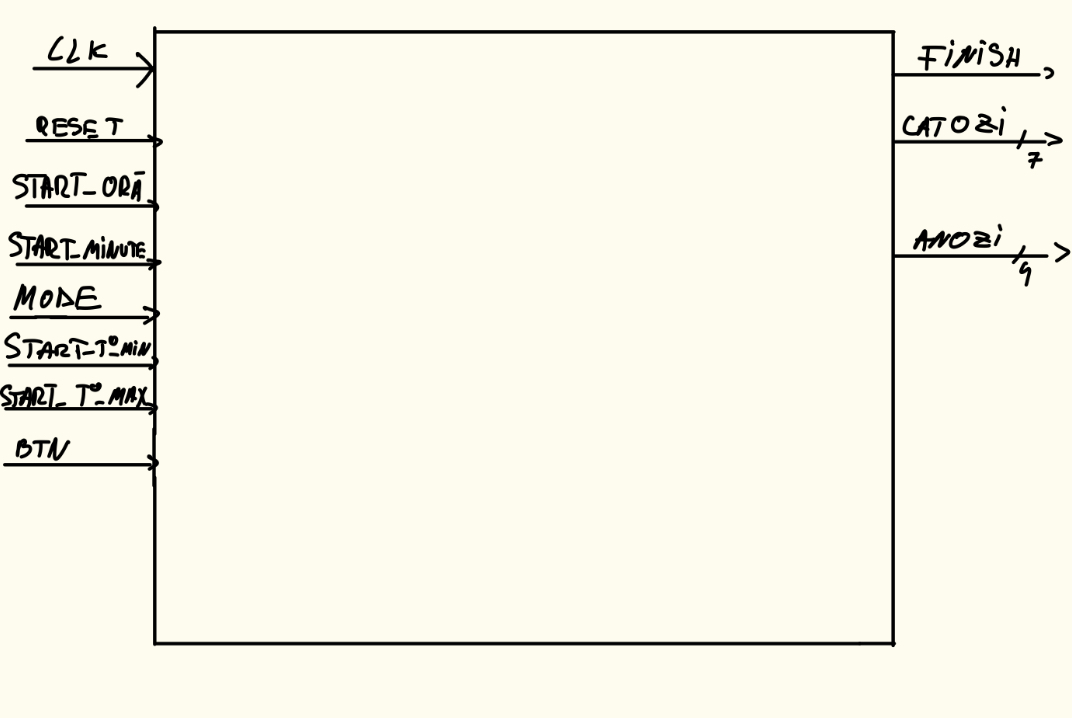 CLK
RESET
START_ORĂ
START_MINUTE
MODE
START_T°_MIN
START_T°_MAX
BTN
FINISH
CATOZI
7
ANOZI
4